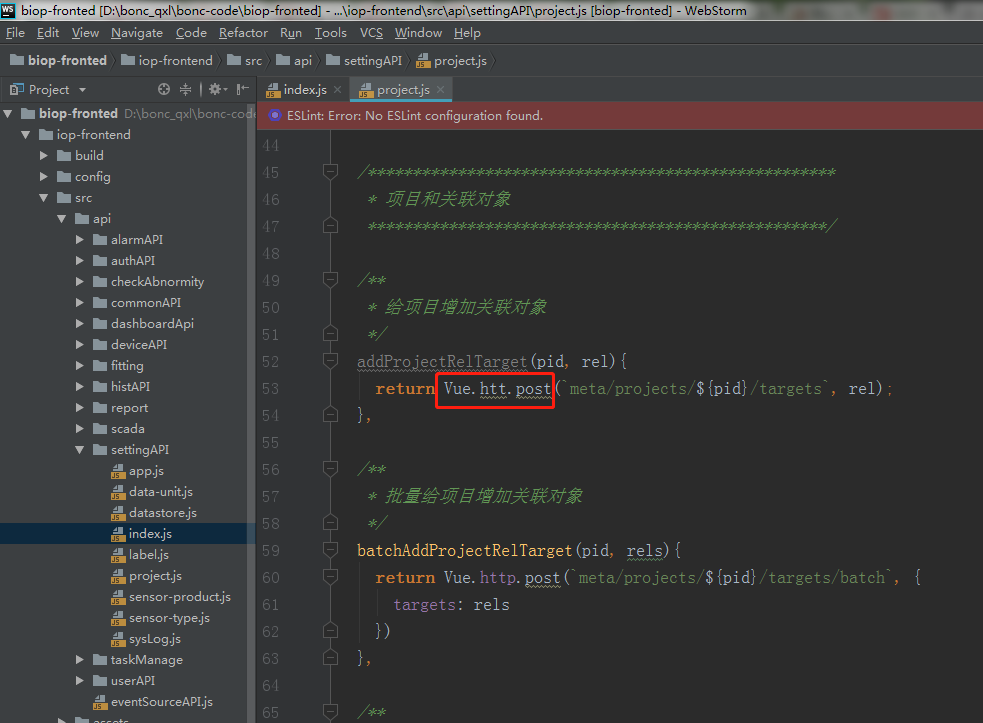 WS biop-fronted [D:\bonc_qxl\bonc-code\biop-fronted] - ...\iop-frontend\src\api\settingAPI\project.js [biop-fronted] - WebStorm
File Edit View Navigate Code Refactor Run Tools VCS Window Help
biop-fronted iop-frontend src api settingAPI project.js
Project
index.js project.js
ESLint: Error: No ESLint configuration found.
biop-fronted D:\bonc_qxl\bonc-code
iop-frontend
build
config
src
api
alarmAPI
authAPI
checkAbnormity
commonAPI
dashboardApi
deviceAPI
fitting
histAPI
report
scada
settingAPI
app.js
data-unit.js
datastore.js
index.js
label.js
project.js
sensor-product.js
sensor-type.js
sysLog.js
taskManage
userAPI
eventSourceAPI.js
assets
44
45 /****************************************************
46 * 项目和关联对象
47 ***************************************************/
48
49 /**
50 * 给项目增加关联对象
51 */
52 addProjectRelTarget(pid, rel){
53 return Vue.htt.post(`meta/projects/${pid}/targets`, rel);
54 },
55
56 /**
57 * 批量给项目增加关联对象
58 */
59 batchAddProjectRelTarget(pid, rels){
60 return Vue.http.post(`meta/projects/${pid}/targets/batch`, {
61 targets: rels
62 })
63 },
64
65 /**